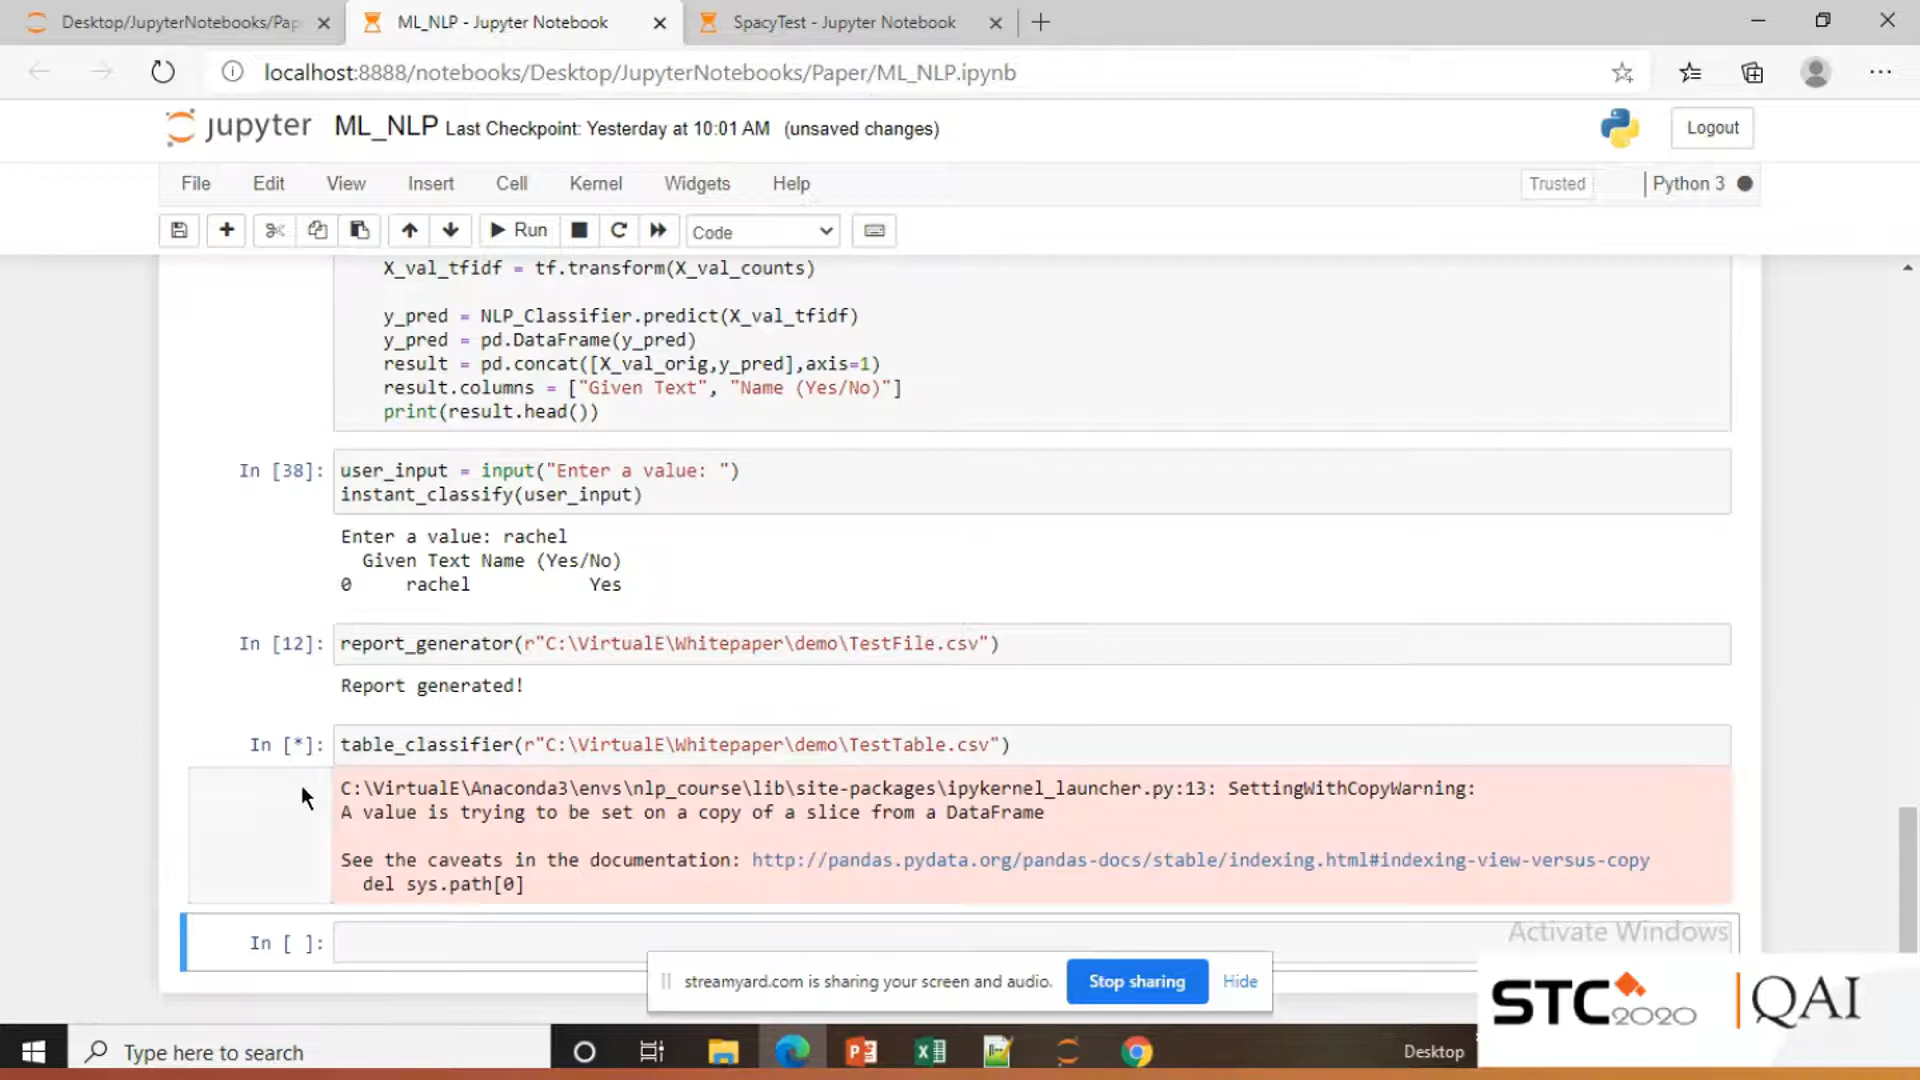 Desktop/JupyterNotebooks/Pap
ML_NLP - Jupyter Notebook
SpacyTest - Jupyter Notebook
localhost:8888/notebooks/Desktop/JupyterNotebooks/Paper/ML_NLP.ipynb
jupyter ML_NLP Last Checkpoint: Yesterday at 10:01 AM (unsaved changes)
Logout
File Edit View Insert Cell Kernel Widgets Help
Trusted
Python 3
Run
Code
X_val_tfidf = tf.transform(X_val_counts)
y_pred = NLP_Classifier.predict(X_val_tfidf)
y_pred = pd.DataFrame(y_pred)
result = pd.concat([X_val_orig,y_pred],axis=1)
result.columns = ["Given Text", "Name (Yes/No)"]
print(result.head())
In [38]: user_input = input("Enter a value: ")
instant_classify(user_input)
Enter a value: rachel
Given Text Name (Yes/No)
0 rachel Yes
In [12]: report_generator(r"C:\VirtualE\Whitepaper\demo\TestFile.csv")
Report generated!
In [*]: table_classifier(r"C:\VirtualE\Whitepaper\demo\TestTable.csv")
C:\VirtualE\Anaconda3\envs\nlp_course\lib\site-packages\ipykernel_launcher.py:13: SettingWithCopyWarning:
A value is trying to be set on a copy of a slice from a DataFrame
See the caveats in the documentation: http://pandas.pydata.org/pandas-docs/stable/indexing.html#indexing-view-versus-copy
del sys.path[0]
In [ ]:
Activate Windows
streamyard.com is sharing your screen and audio. Stop sharing Hide
STC 2020 | QAI
Type here to search
Desktop